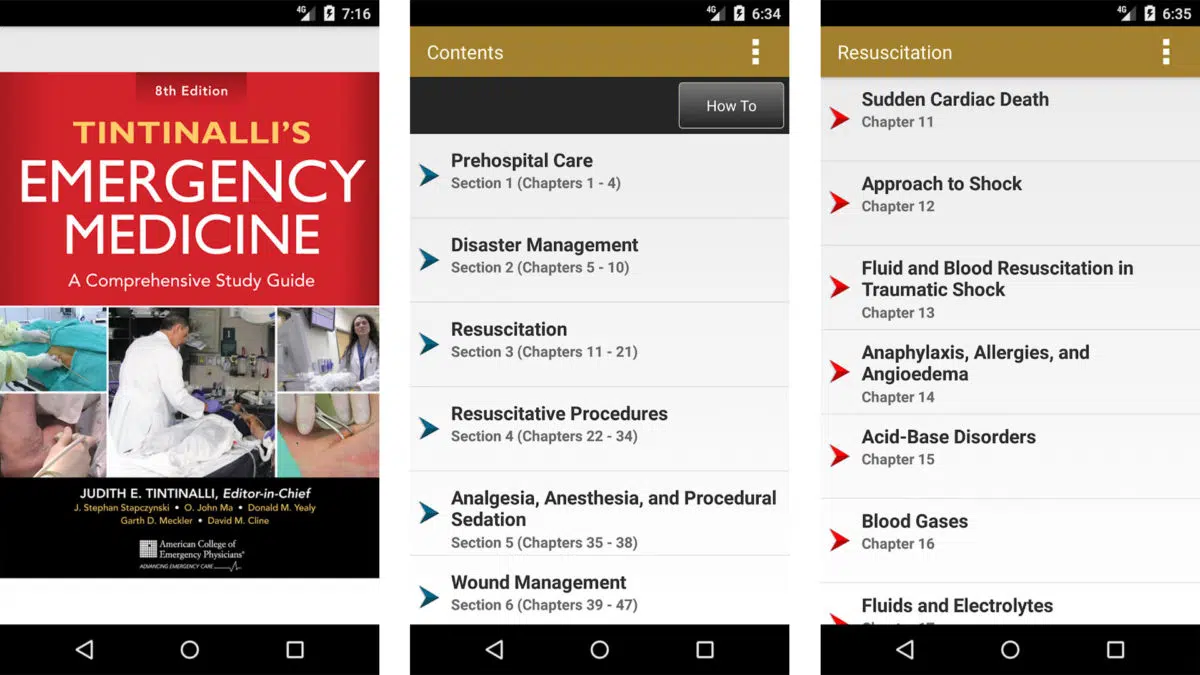 4G 7:16
8th Edition
TINTINALLI'S
EMERGENCY
MEDICINE
A Comprehensive Study Guide
JUDITH E. TINTINALLI, Editor-in-Chief
J. Stephan Stapczynski • O. John Ma • Donald M. Yealy
Garth D. Meckler • David M. Cline
American College of
Emergency Physicians®
ADVANCING EMERGENCY CARE
4G 6:34
Contents
How To
Prehospital Care
Section 1 (Chapters 1 - 4)
Disaster Management
Section 2 (Chapters 5 - 10)
Resuscitation
Section 3 (Chapters 11 - 21)
Resuscitative Procedures
Section 4 (Chapters 22 - 34)
Analgesia, Anesthesia, and Procedural
Sedation
Section 5 (Chapters 35 - 38)
Wound Management
Section 6 (Chapters 39 - 47)
4G 6:35
Resuscitation
Sudden Cardiac Death
Chapter 11
Approach to Shock
Chapter 12
Fluid and Blood Resuscitation in
Traumatic Shock
Chapter 13
Anaphylaxis, Allergies, and
Angioedema
Chapter 14
Acid-Base Disorders
Chapter 15
Blood Gases
Chapter 16
Fluids and Electrolytes